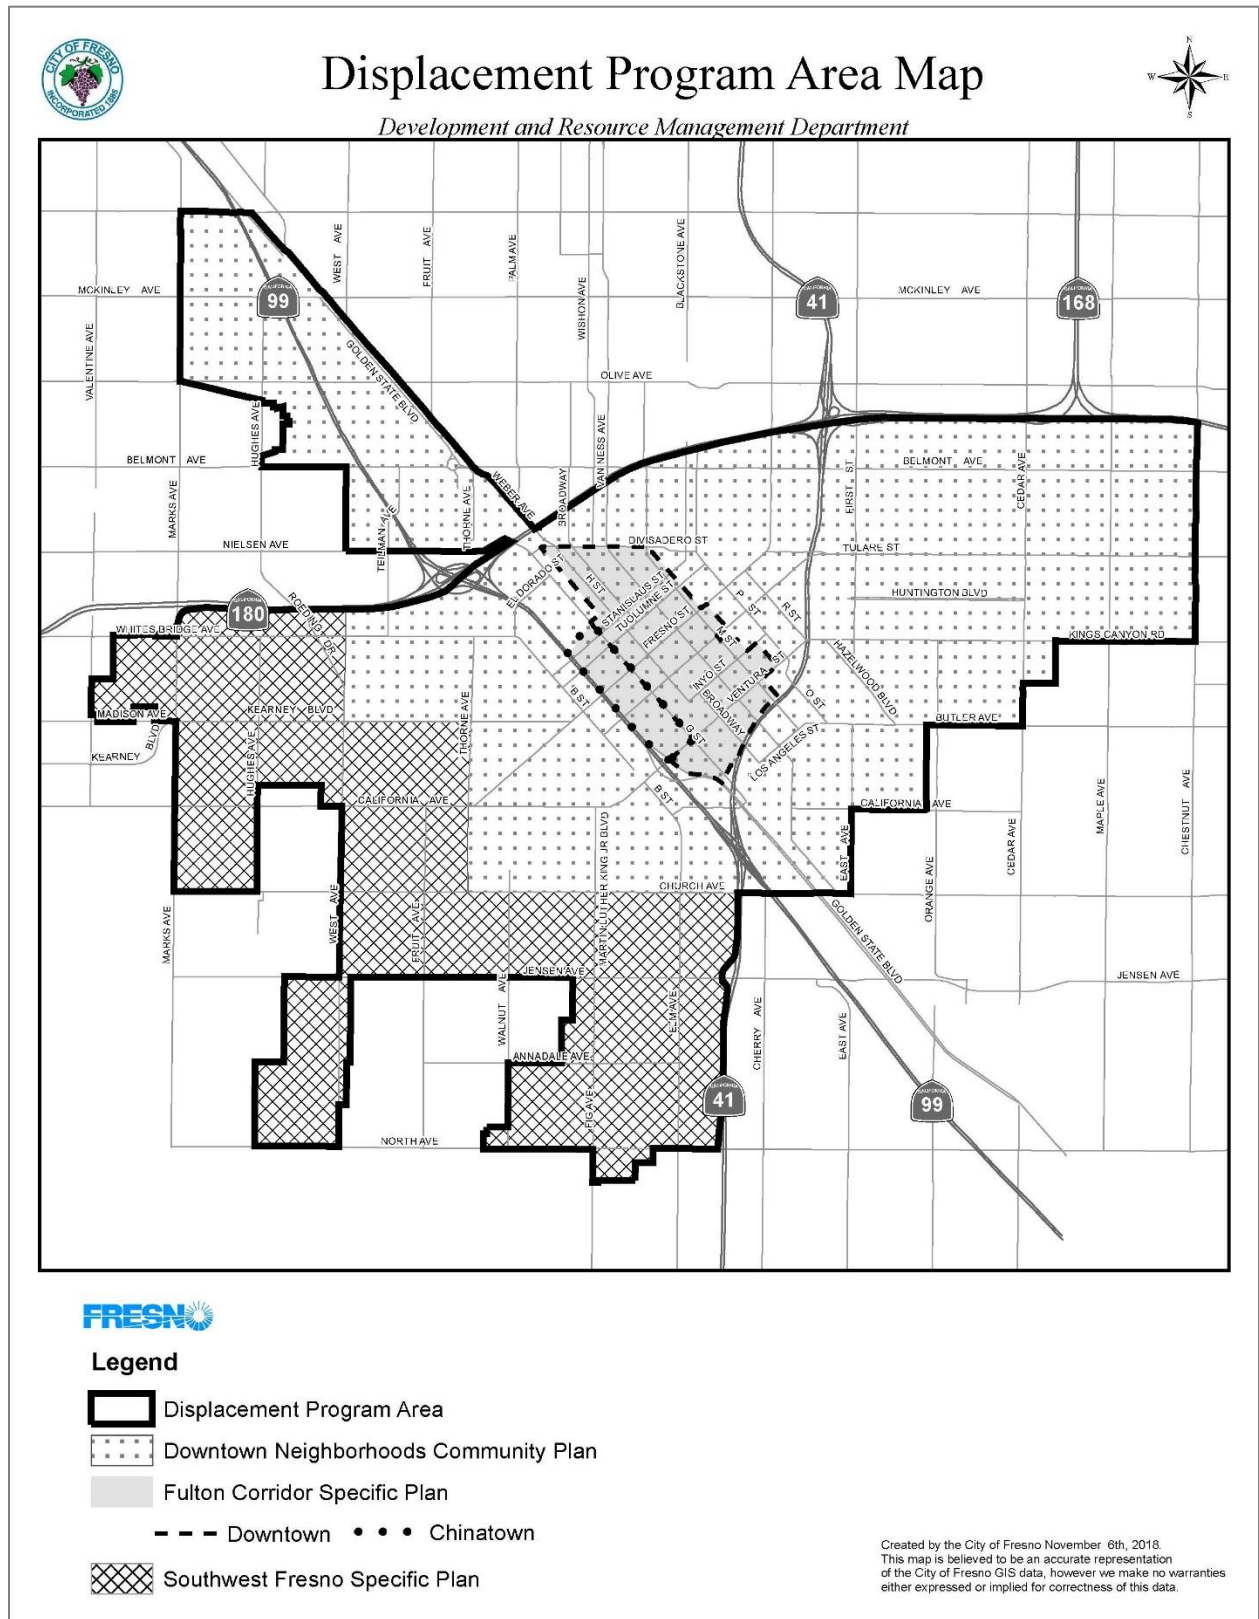 CITY OF FRESNO
INCORPORATED 1885
Displacement Program Area Map
Development and Resource Management Department
N
W
E
S
WEST AVE
FRUIT AVE
PALM AVE
WISHON AVE
BLACKSTONE AVE
MCKINLEY AVE
CALIFORNIA
99
CALIFORNIA
41
MCKINLEY AVE
CALIFORNIA
168
VALENTINE AVE
GOLDEN STATE BLVD
OLIVE AVE
HUGHES AVE
VAN NESS AVE
BELMONT AVE
BELMONT AVE
MARKS AVE
THORNE AVE
WEBER AVE
BROADWAY
FIRST ST
CEDAR AVE
TEILMAN AVE
NIELSEN AVE
DIVISADERO ST
TULARE ST
ELDORADO ST
H ST
STANISLAUS ST
TUOLUMNE ST
FRESNO ST
P ST
R ST
M ST
HUNTINGTON BLVD
CALIFORNIA
180
ROEDING DR
WHITES BRIDGE AVE
KINGS CANYON RD
HAZELWOOD BLVD
INYO ST
VENTURA ST
BROADWAY
O ST
B ST
G ST
MADISON AVE
KEARNEY BLVD
KEARNEY BLVD
THORNE AVE
BUTLER AVE
LOS ANGELES ST
HUGHES AVE
B ST
CALIFORNIA AVE
CALIFORNIA AVE
MARTIN LUTHER KING JR BLVD
EAST AVE
ORANGE AVE
CEDAR AVE
MAPLE AVE
CHESTNUT AVE
CHURCH AVE
MARKS AVE
WEST AVE
FRUIT AVE
GOLDEN STATE BLVD
JENSEN AVE
JENSEN AVE
WALNUT AVE
ELM AVE
CHERRY AVE
EAST AVE
ANNADALE AVE
FIG AVE
CALIFORNIA
41
CALIFORNIA
99
NORTH AVE
FRESNO
Legend
Displacement Program Area
Downtown Neighborhoods Community Plan
Fulton Corridor Specific Plan
Downtown
Chinatown
Southwest Fresno Specific Plan
Created by the City of Fresno November 6th, 2018.
This map is believed to be an accurate representation
of the City of Fresno GIS data, however we make no warranties
either expressed or implied for correctness of this data.